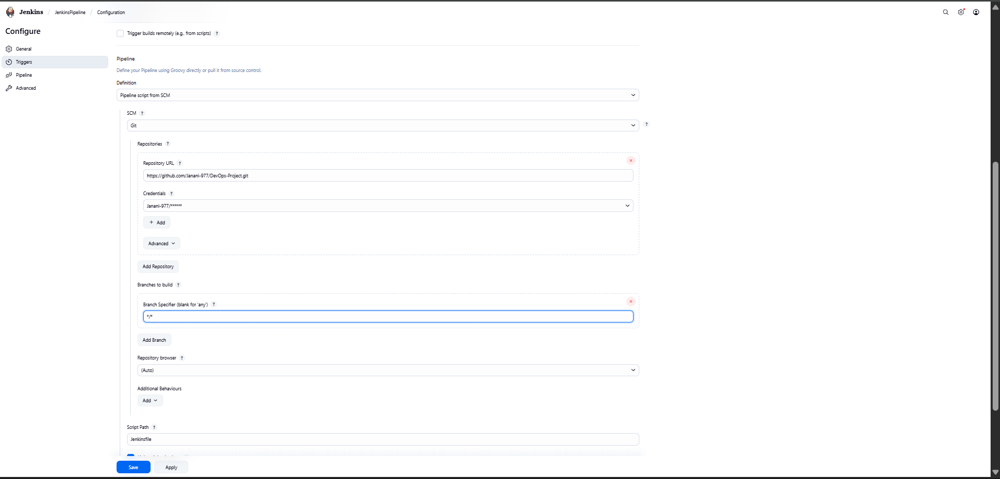 Jenkins / JenkinsPipeline / Configuration
Configure
General
Triggers
Pipeline
Advanced
Trigger builds remotely (e.g., from scripts) ?
Pipeline
Define your Pipeline using Groovy directly or pull it from source control.
Definition
Pipeline script from SCM
SCM ?
Git
?
Repositories ?
Repository URL ?
https://github.com/Janani-977/DevOps-Project.git
Credentials ?
Janani-977/******
+ Add
Advanced
Add Repository
Branches to build ?
Branch Specifier (blank for 'any') ?
*/*
Add Branch
Repository browser ?
(Auto)
Additional Behaviours
Add
Script Path ?
Jenkinsfile
Save
Apply